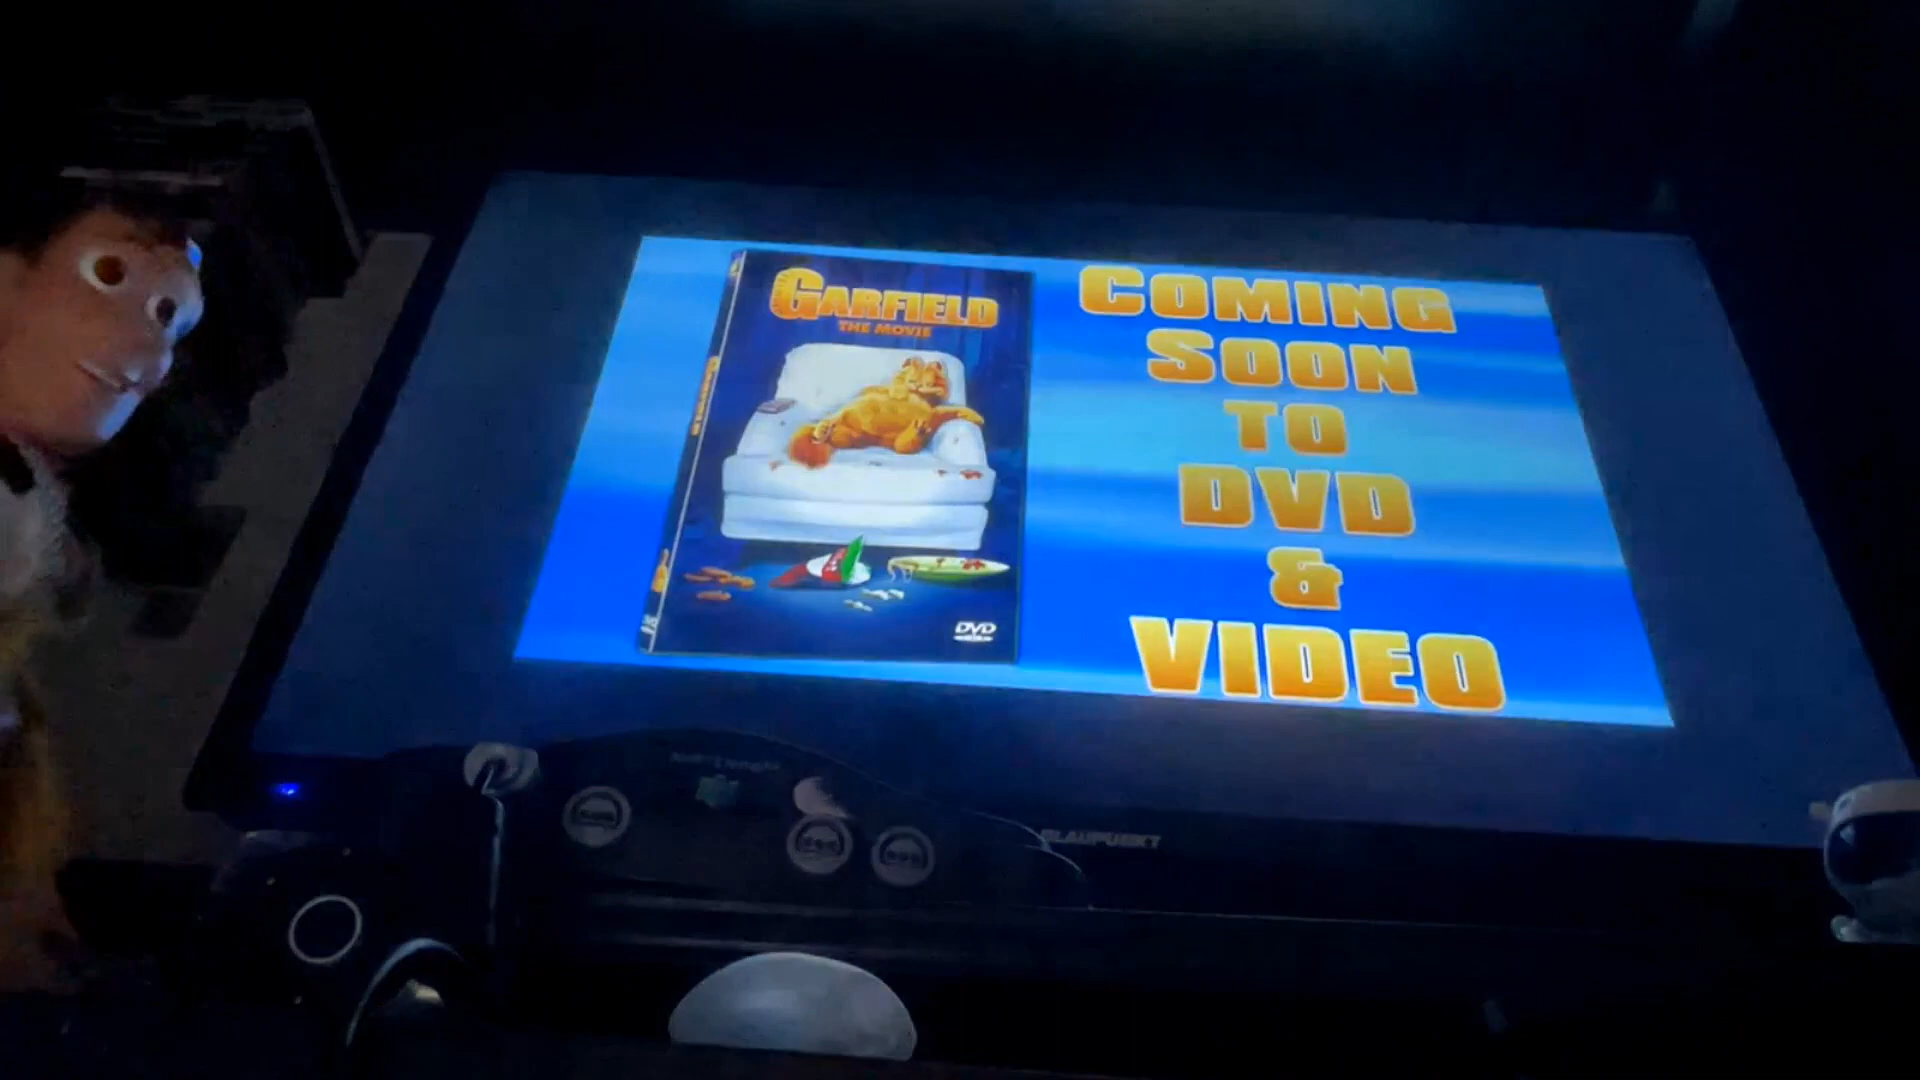 GARFIELD
THE MOVIE
DVD
COMING
SOON
TO
DVD
&
VIDEO
BLAUPUNKT